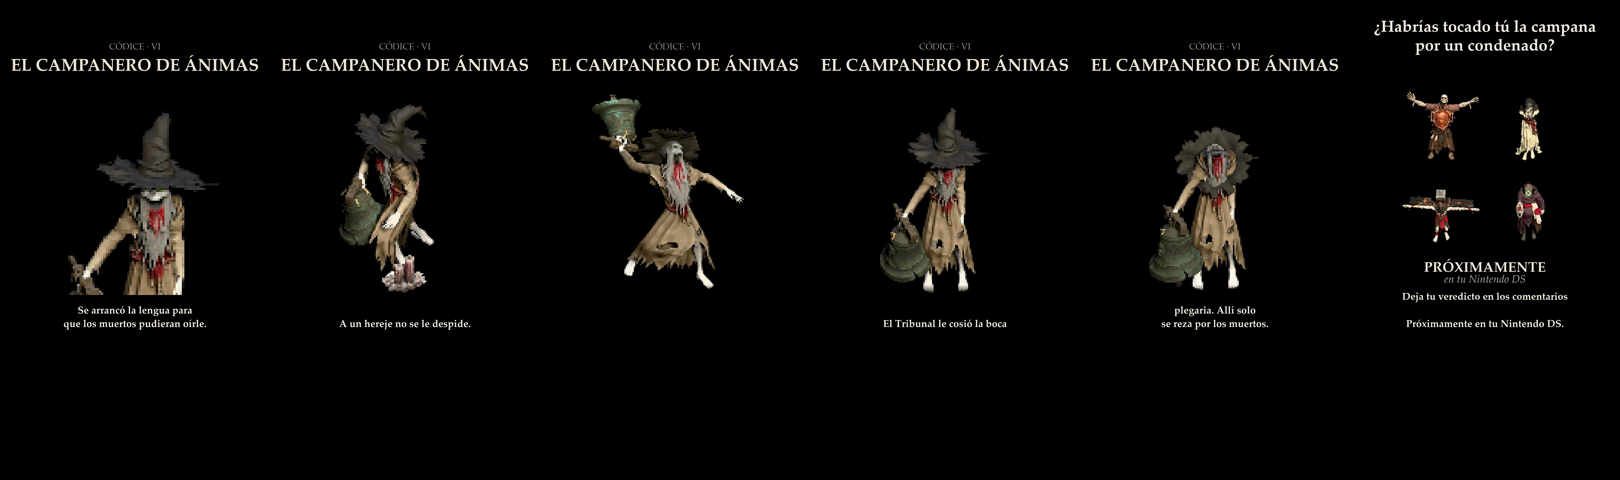 CÓDICE · VI
EL CAMPANERO DE ÁNIMAS
Se arrancó la lengua para
que los muertos pudieran oírle.
CÓDICE · VI
EL CAMPANERO DE ÁNIMAS
A un hereje no se le despide.
CÓDICE · VI
EL CAMPANERO DE ÁNIMAS
CÓDICE · VI
EL CAMPANERO DE ÁNIMAS
El Tribunal le cosió la boca
CÓDICE · VI
EL CAMPANERO DE ÁNIMAS
plegaria. Allí solo
se reza por los muertos.
¿Habrías tocado tú la campana
por un condenado?
PRÓXIMAMENTE
en tu Nintendo DS
Deja tu veredicto en los comentarios
Próximamente en tu Nintendo DS.